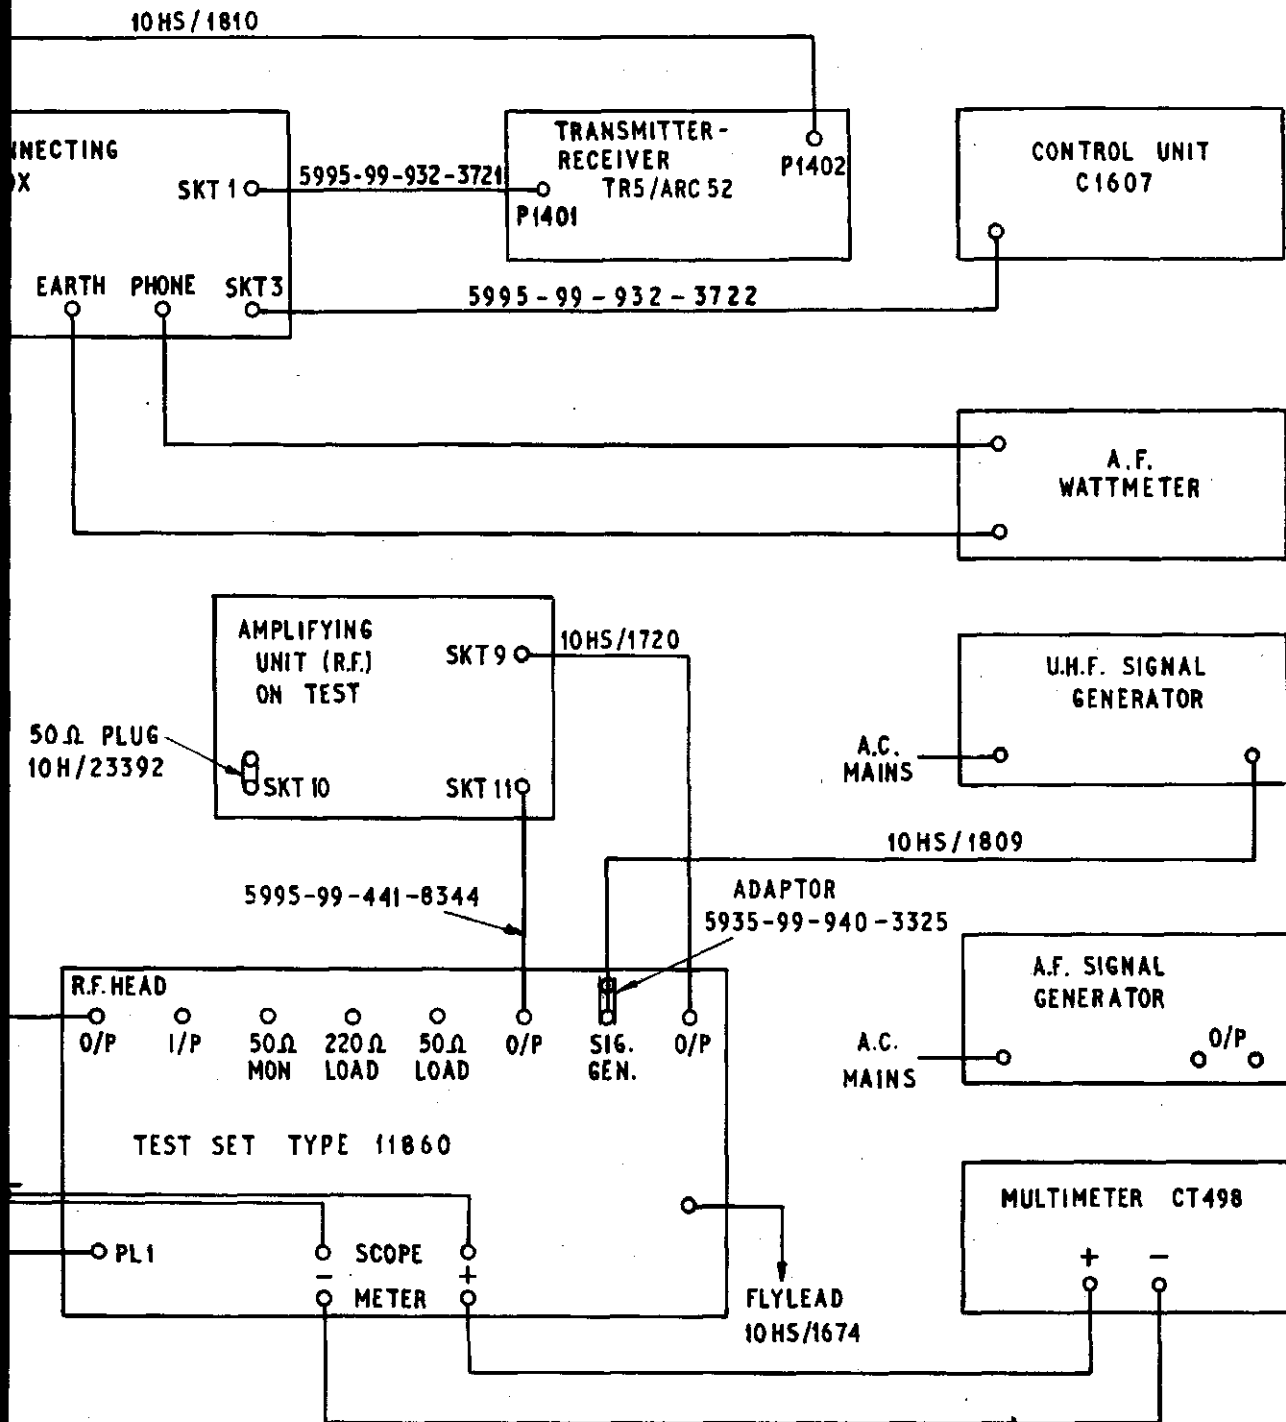 10HS/1810
NNECTING
OX
SKT 1
5995-99-932-3721
TRANSMITTER-
RECEIVER
TR5/ARC 52
P1401
P1402
CONTROL UNIT
C1607
EARTH PHONE SKT3
5995-99-932-3722
A.F.
WATTMETER
AMPLIFYING
UNIT (R.F.)
ON TEST
SKT 9
10HS/1720
50Ω PLUG
10H/23392
SKT 10
SKT 11
U.H.F. SIGNAL
GENERATOR
A.C.
MAINS
10HS/1809
5995-99-441-8344
ADAPTOR
5935-99-940-3325
R.F. HEAD
O/P
I/P
50Ω
MON
220Ω
LOAD
50Ω
LOAD
O/P
SIG.
GEN.
O/P
A.F. SIGNAL
GENERATOR
O/P
A.C.
MAINS
TEST SET TYPE 11860
PL1
SCOPE
- +
METER
FLYLEAD
10HS/1674
MULTIMETER CT498
+ -